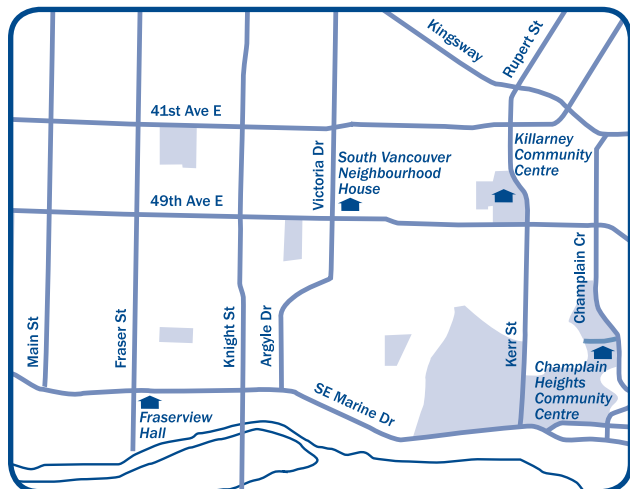 Kingsway
Rupert St
41st Ave E
Killarney
Community
Centre
Victoria Dr
South Vancouver
Neighbourhood
House
49th Ave E
Champlain Cr
Main St
Fraser St
Knight St
Argyle Dr
Kerr St
Champlain
Heights
Community
Centre
SE Marine Dr
Fraserview
Hall